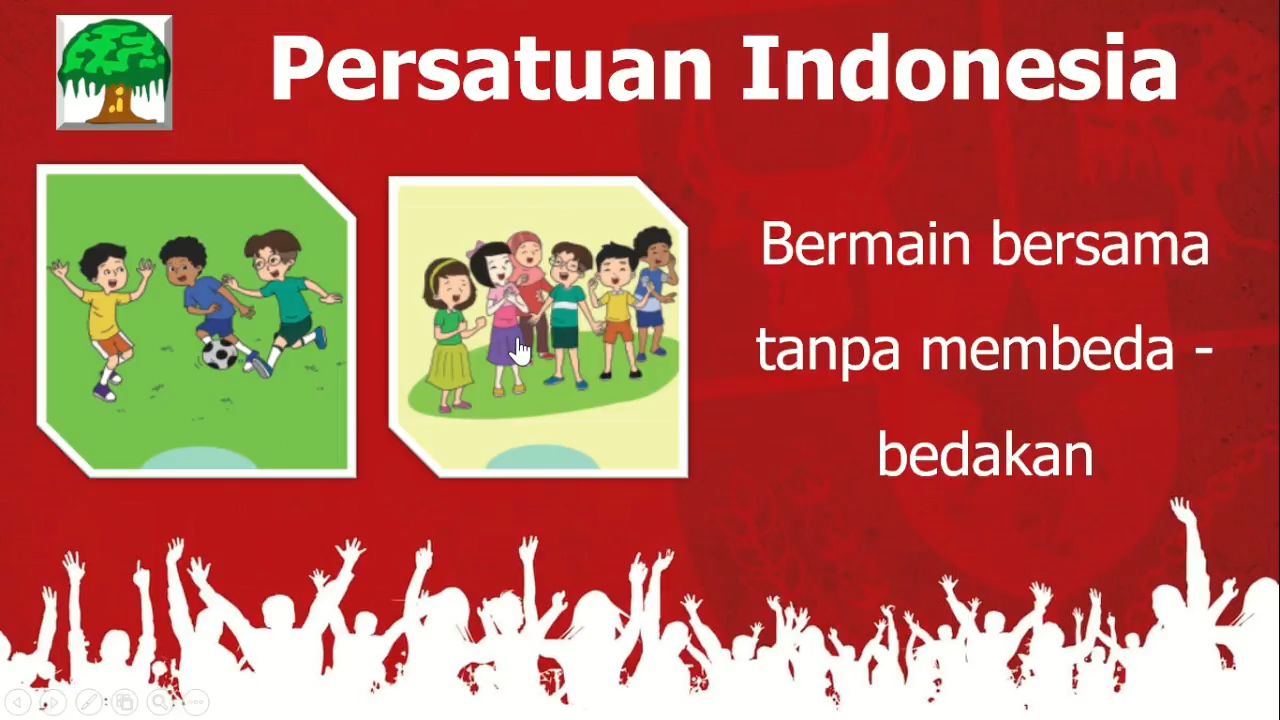 Persatuan Indonesia
Bermain bersama
tanpa membeda -
bedakan